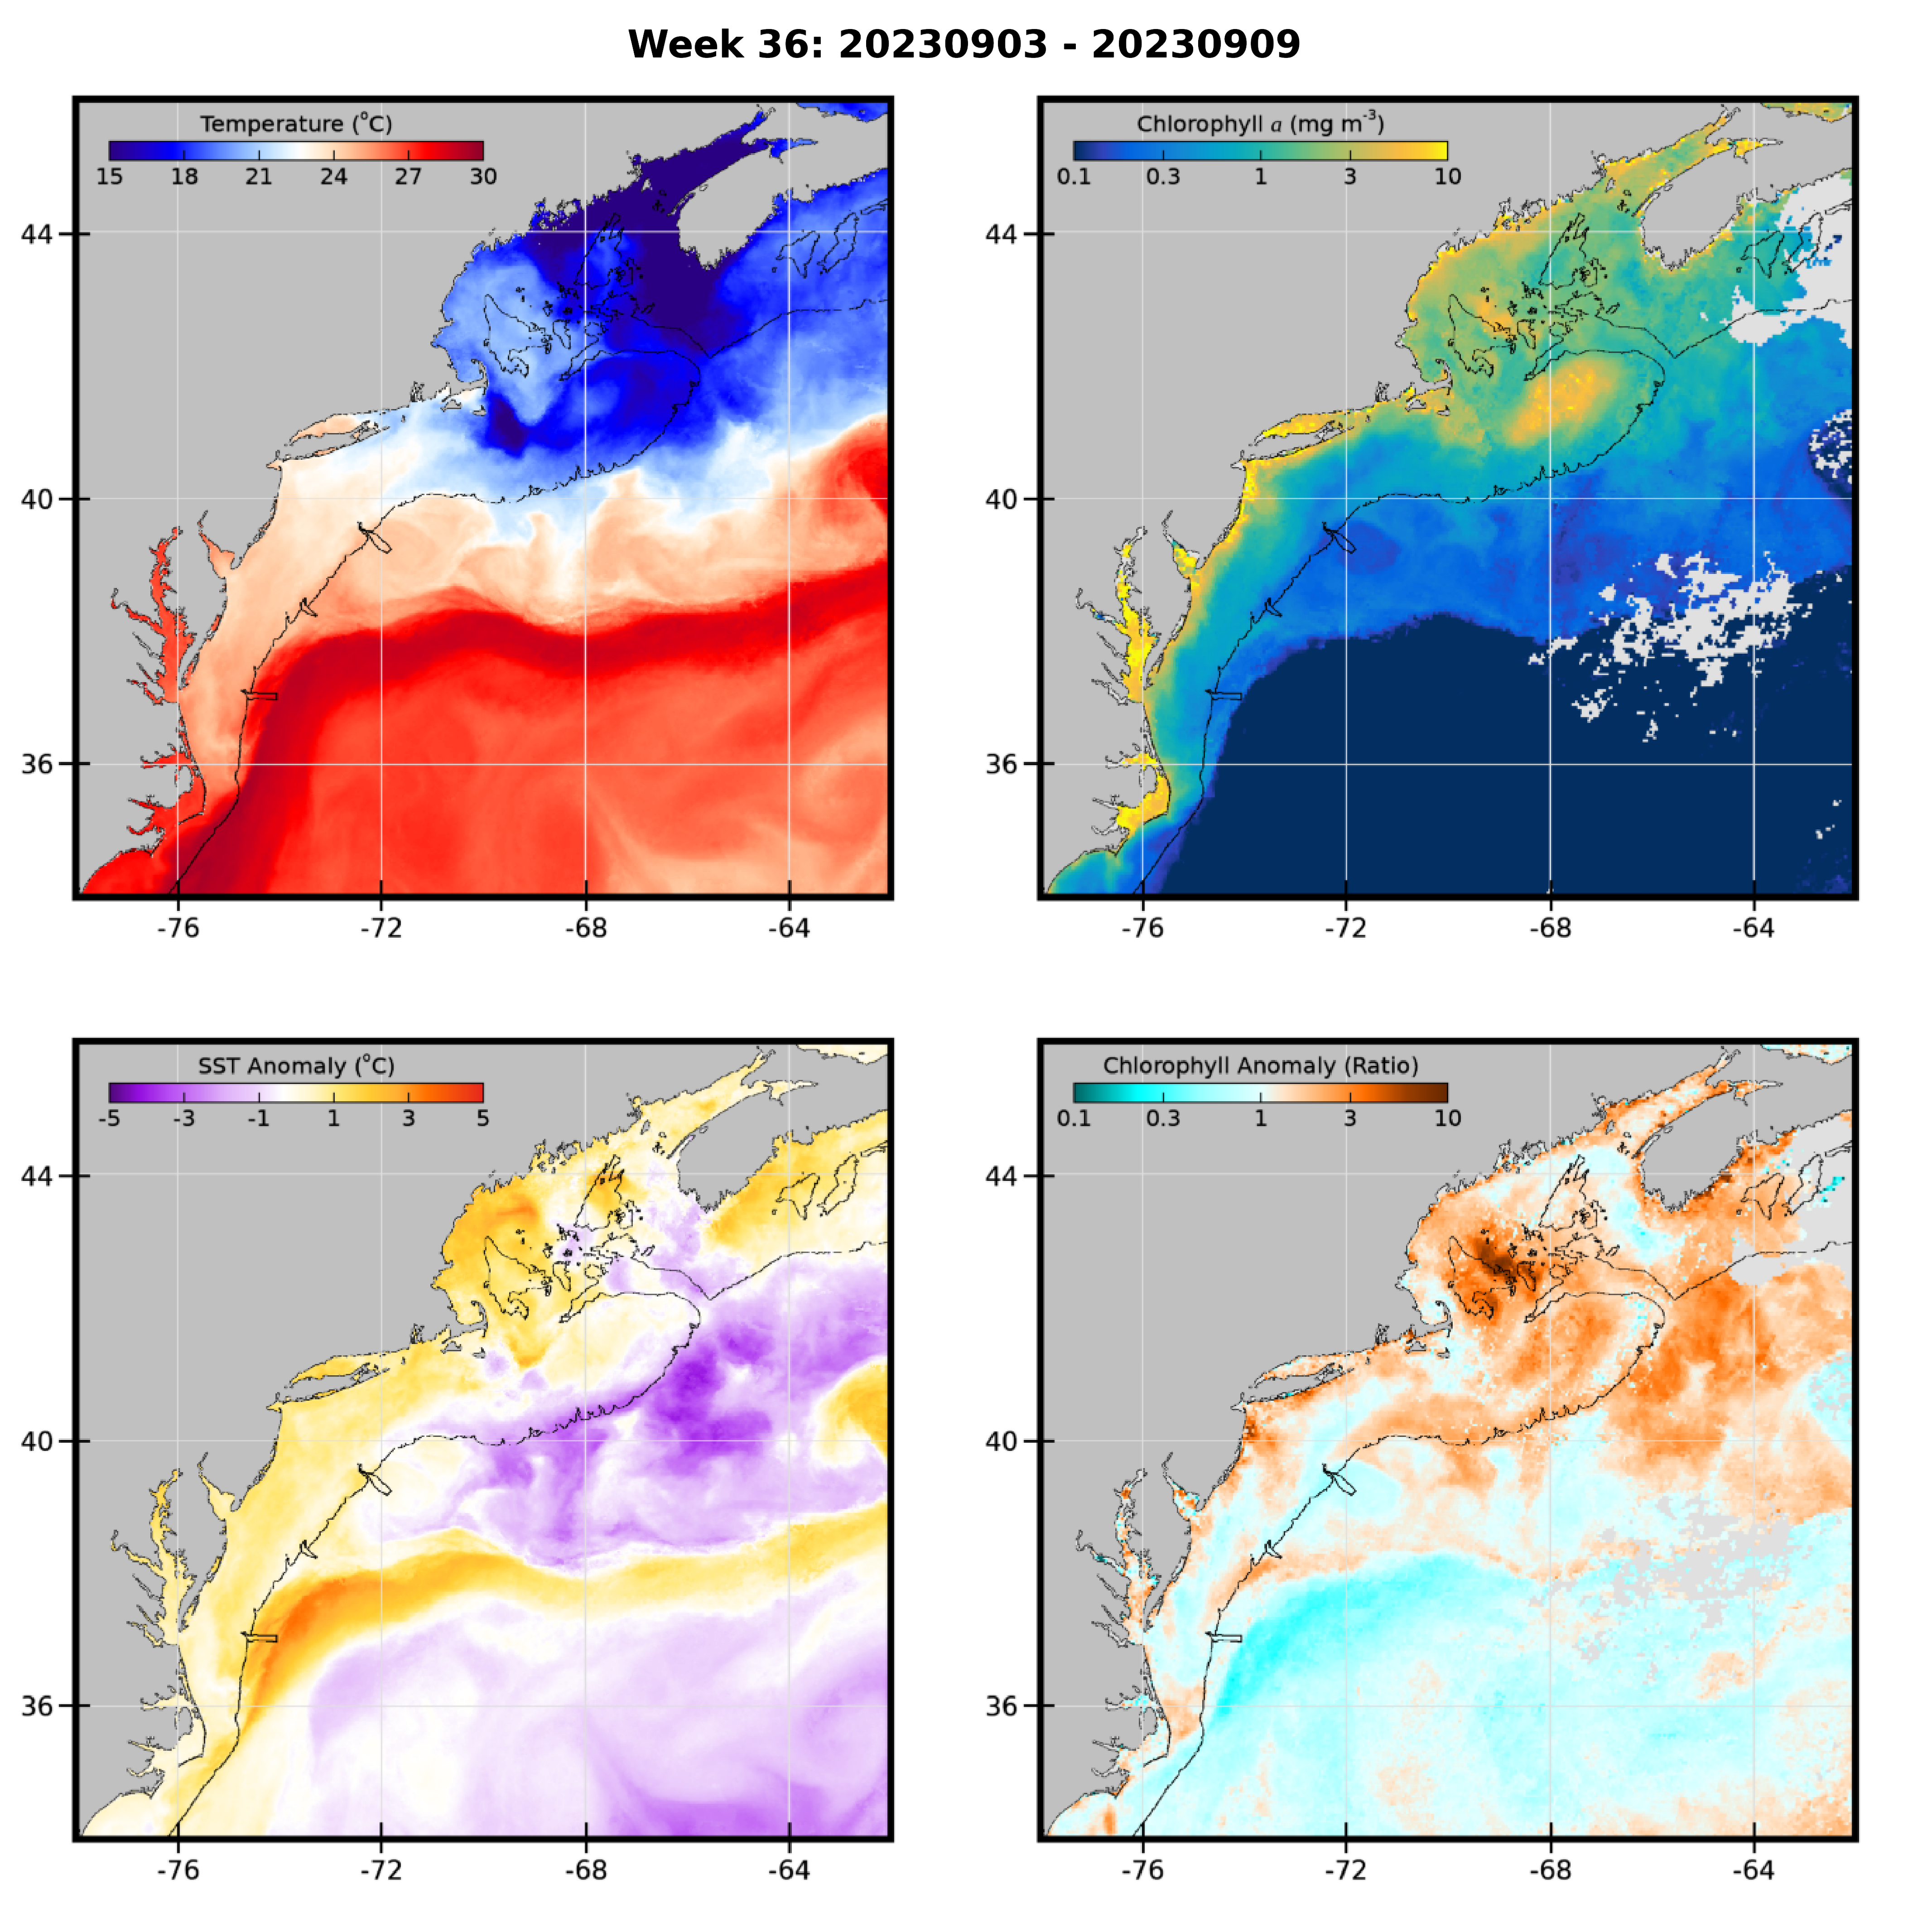 Week 36: 20230903 - 20230909
Temperature (°C)
15 18 21 24 27 30
44
40
36
-76 -72 -68 -64
Chlorophyll a (mg m⁻³)
0.1 0.3 1 3 10
44
40
36
-76 -72 -68 -64
SST Anomaly (°C)
-5 -3 -1 1 3 5
44
40
36
-76 -72 -68 -64
Chlorophyll Anomaly (Ratio)
0.1 0.3 1 3 10
44
40
36
-76 -72 -68 -64